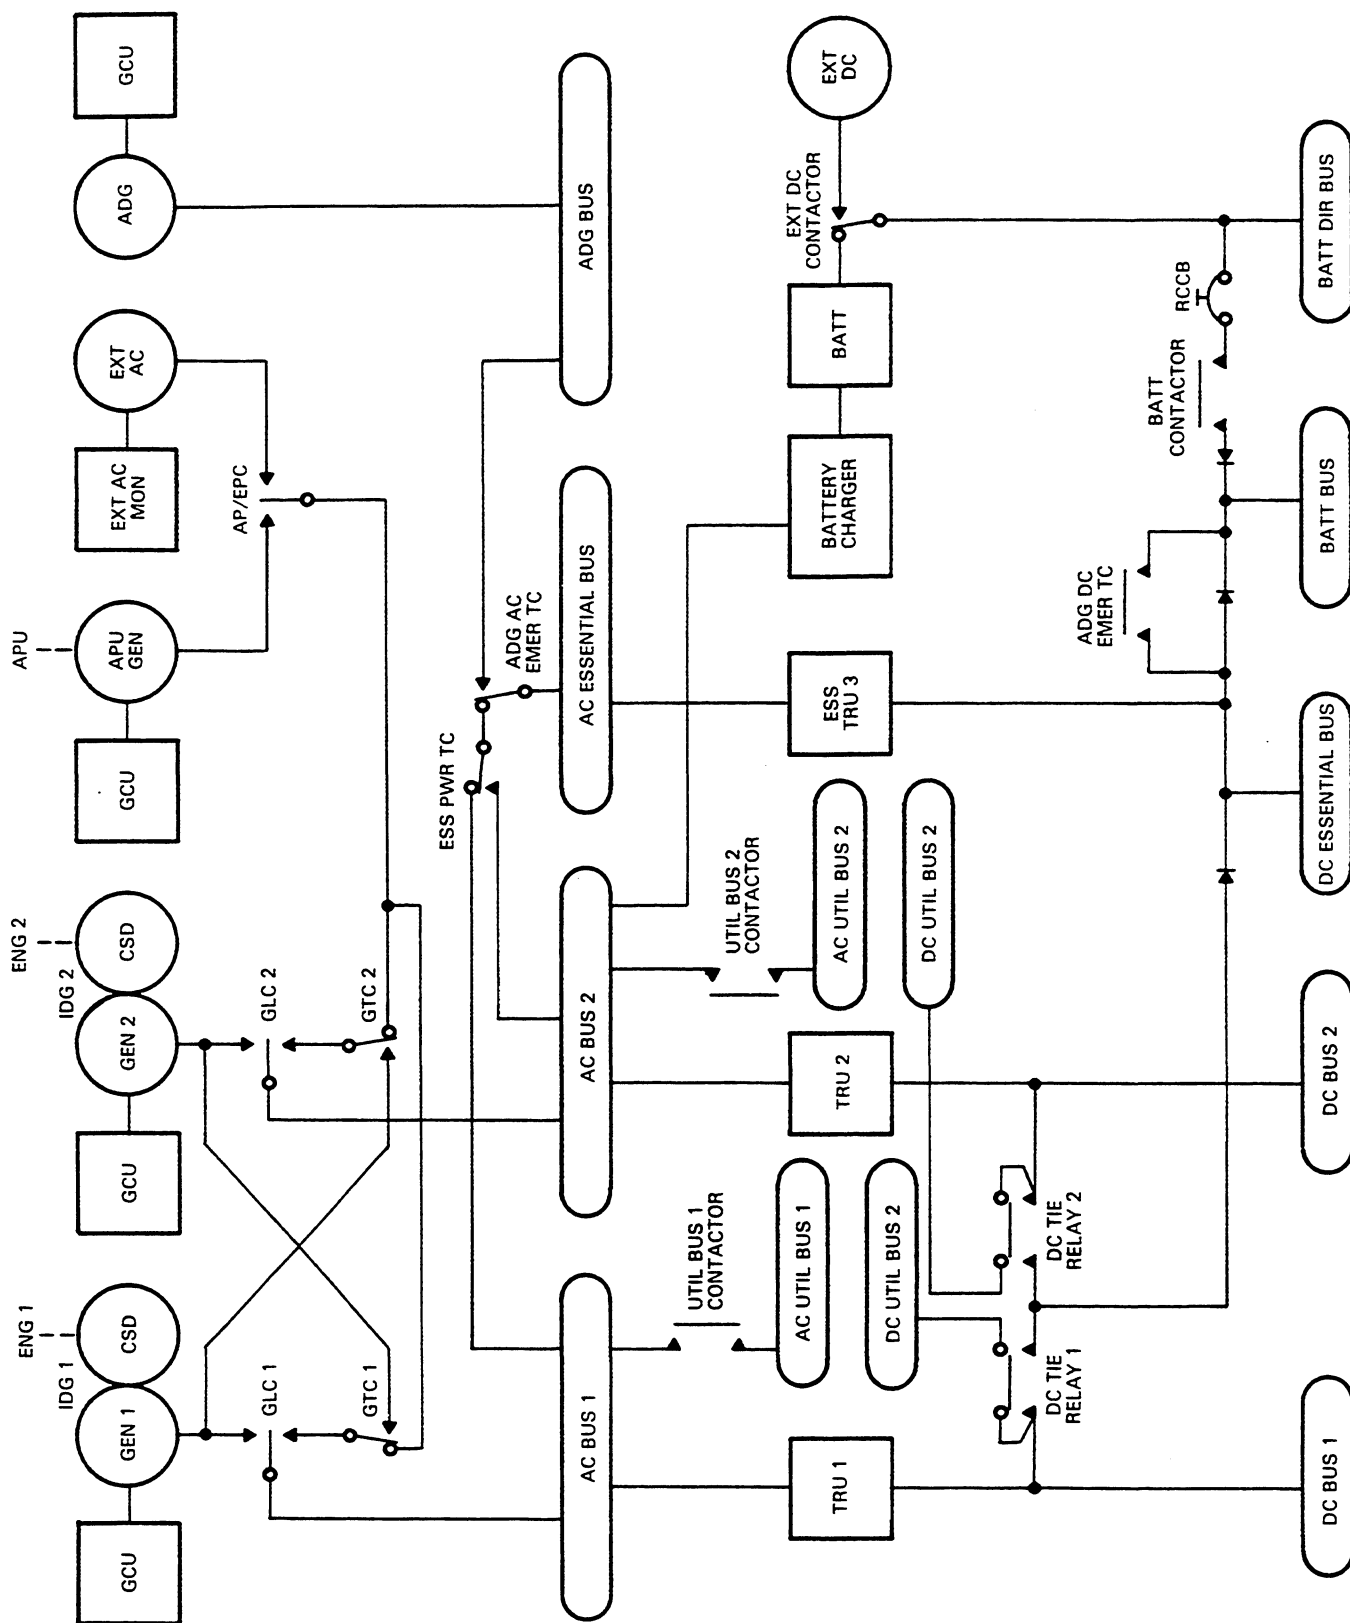 ENG 1
IDG 1
GCU
GEN 1
CSD
ENG 2
IDG 2
GCU
GEN 2
CSD
APU
GCU
APU
GEN
EXT AC
MON
EXT
AC
ADG
GCU
GLC 1
GTC 1
GLC 2
GTC 2
AP/EPC
ESS PWR TC
ADG AC
EMER TC
AC BUS 1
AC BUS 2
AC ESSENTIAL BUS
ADG BUS
UTIL BUS 1
CONTACTOR
UTIL BUS 2
CONTACTOR
AC UTIL BUS 1
AC UTIL BUS 2
TRU 1
TRU 2
ESS
TRU 3
BATTERY
CHARGER
BATT
EXT DC
CONTACTOR
EXT
DC
DC UTIL BUS 2
DC UTIL BUS 2
DC TIE
RELAY 1
DC TIE
RELAY 2
ADG DC
EMER TC
BATT
CONTACTOR
RCCB
DC BUS 1
DC BUS 2
DC ESSENTIAL BUS
BATT BUS
BATT DIR BUS